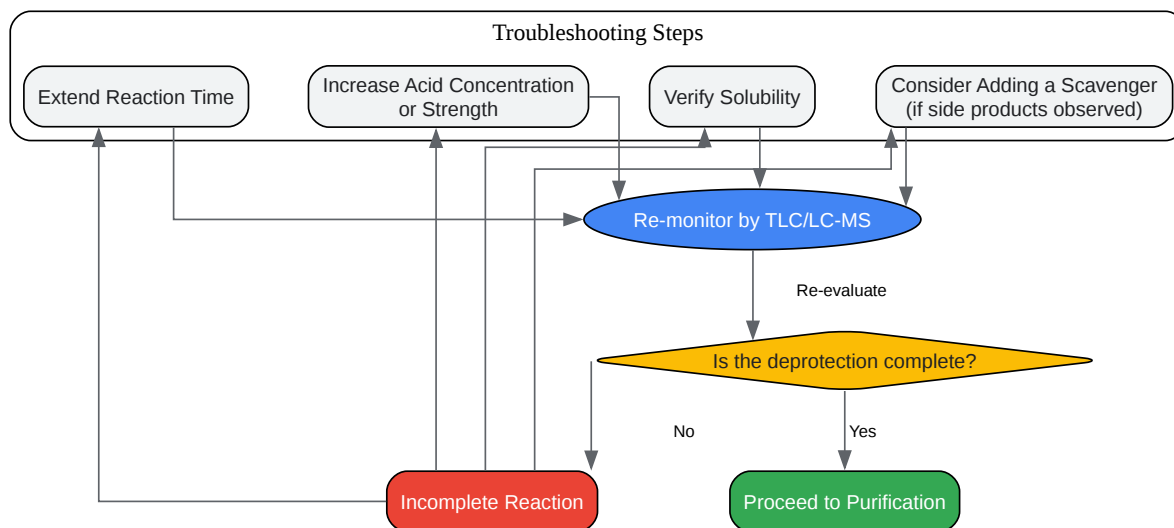 Troubleshooting Steps
Extend Reaction Time
Increase Acid Concentration
or Strength
Verify Solubility
Consider Adding a Scavenger
(if side products observed)
Re-monitor by TLC/LC-MS
Re-evaluate
Is the deprotection complete?
No
Yes
Incomplete Reaction
Proceed to Purification